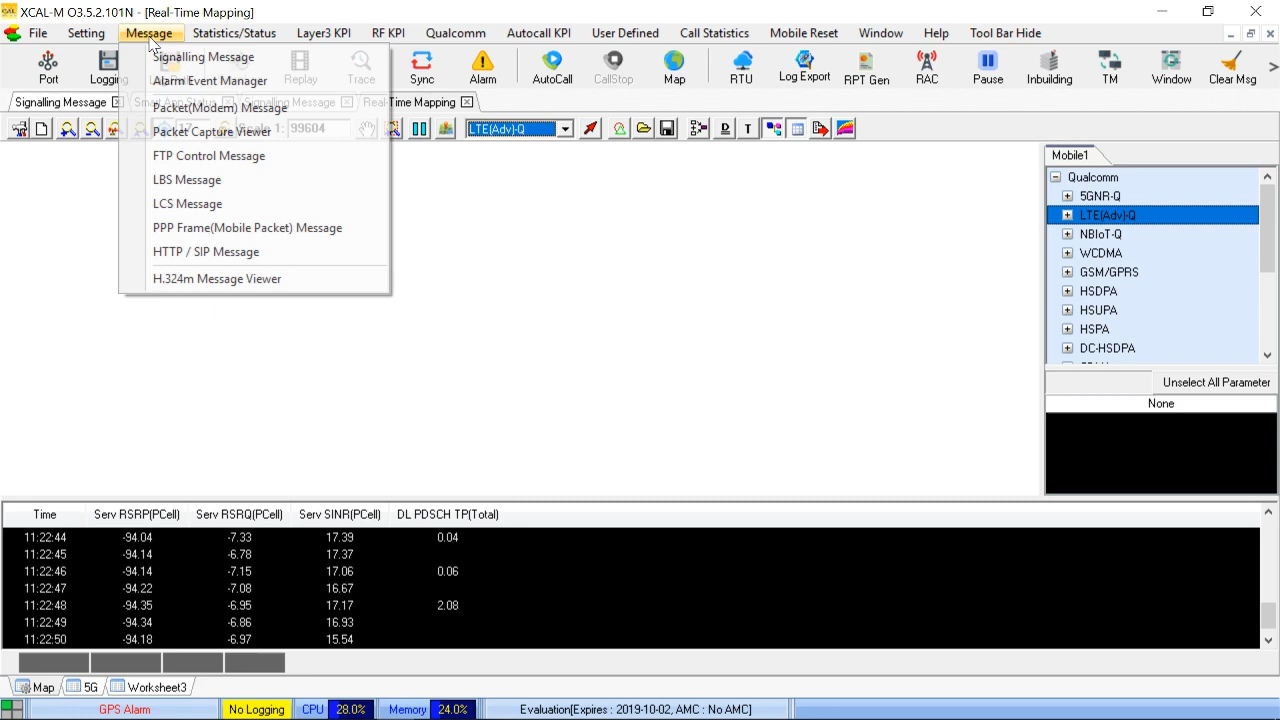 XCAL-M O3.5.2.101N - [Real-Time Mapping]
File Setting Message Statistics/Status Layer3 KPI RF KPI Qualcomm Autocall KPI User Defined Call Statistics Mobile Reset Window Help Tool Bar Hide
Port Logging Replay Trace Sync Alarm AutoCall CallStop Map RTU Log Export RPT Gen RAC Pause Inbuilding TM Window Clear Msg
Signalling Message Smart App Status Signalling Message Real-Time Mapping
Scale 1: 99604 LTE(Adv)-Q
Signalling Message
Alarm Event Manager
Packet(Modem) Message
Packet Capture Viewer
FTP Control Message
LBS Message
LCS Message
PPP Frame(Mobile Packet) Message
HTTP / SIP Message
H.324m Message Viewer
Mobile1
Qualcomm
5GNR-Q
LTE(Adv)-Q
NBIoT-Q
WCDMA
GSM/GPRS
HSDPA
HSUPA
HSPA
DC-HSDPA
Unselect All Parameter
None
Time Serv RSRP(PCell) Serv RSRQ(PCell) Serv SINR(PCell) DL PDSCH TP(Total)
11:22:44 -94.04 -7.33 17.39 0.04
11:22:45 -94.14 -6.78 17.37
11:22:46 -94.14 -7.15 17.06 0.06
11:22:47 -94.22 -7.08 16.67
11:22:48 -94.35 -6.95 17.17 2.08
11:22:49 -94.34 -6.86 16.93
11:22:50 -94.18 -6.97 15.54
Map 5G Worksheet3
GPS Alarm No Logging CPU 28.0% Memory 24.0% Evaluation[Expires : 2019-10-02, AMC : No AMC]